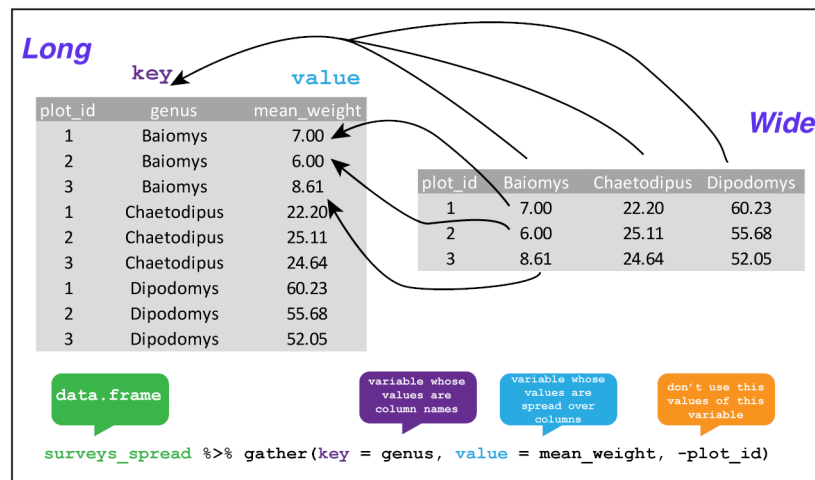 Long
key
value
plot_id genus mean_weight
1 Baiomys 7.00
2 Baiomys 6.00
3 Baiomys 8.61
1 Chaetodipus 22.20
2 Chaetodipus 25.11
3 Chaetodipus 24.64
1 Dipodomys 60.23
2 Dipodomys 55.68
3 Dipodomys 52.05
Wide
plot_id Baiomys Chaetodipus Dipodomys
1 7.00 22.20 60.23
2 6.00 25.11 55.68
3 8.61 24.64 52.05
data.frame
variable whose
values are
column names
variable whose
values are
spread over
columns
don't use this
values of this
variable
surveys_spread %>% gather(key = genus, value = mean_weight, -plot_id)